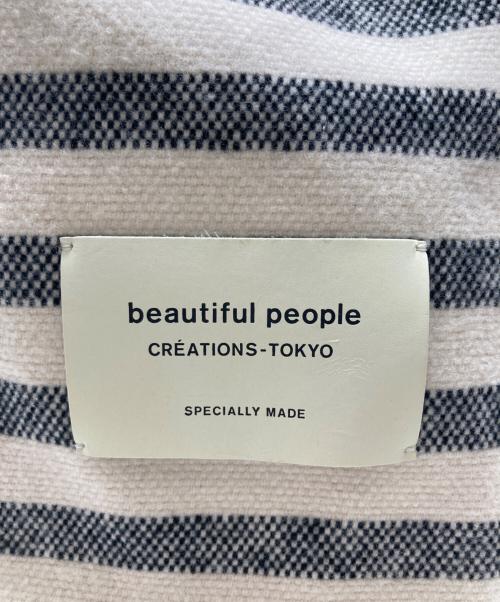 beautiful people
CRÉATIONS-TOKYO
SPECIALLY MADE